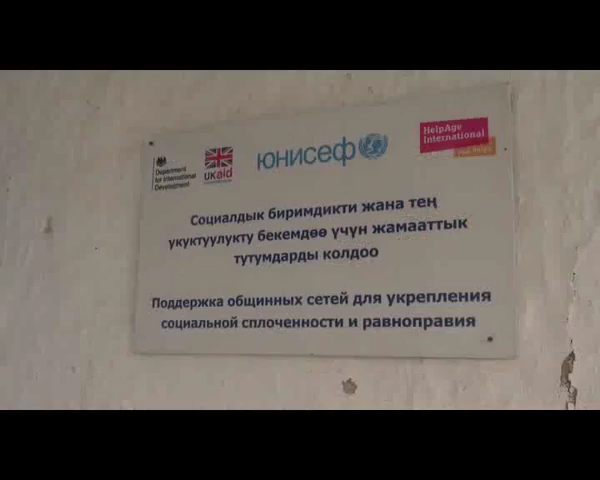 Department
for International
Development
UKaid
юнисеф
HelpAge
International
Социалдык биримдикти жана тең
укуктуулукту бекемдөө үчүн жамааттык
тутумдарды колдоо
Поддержка общинных сетей для укрепления
социальной сплоченности и равноправия